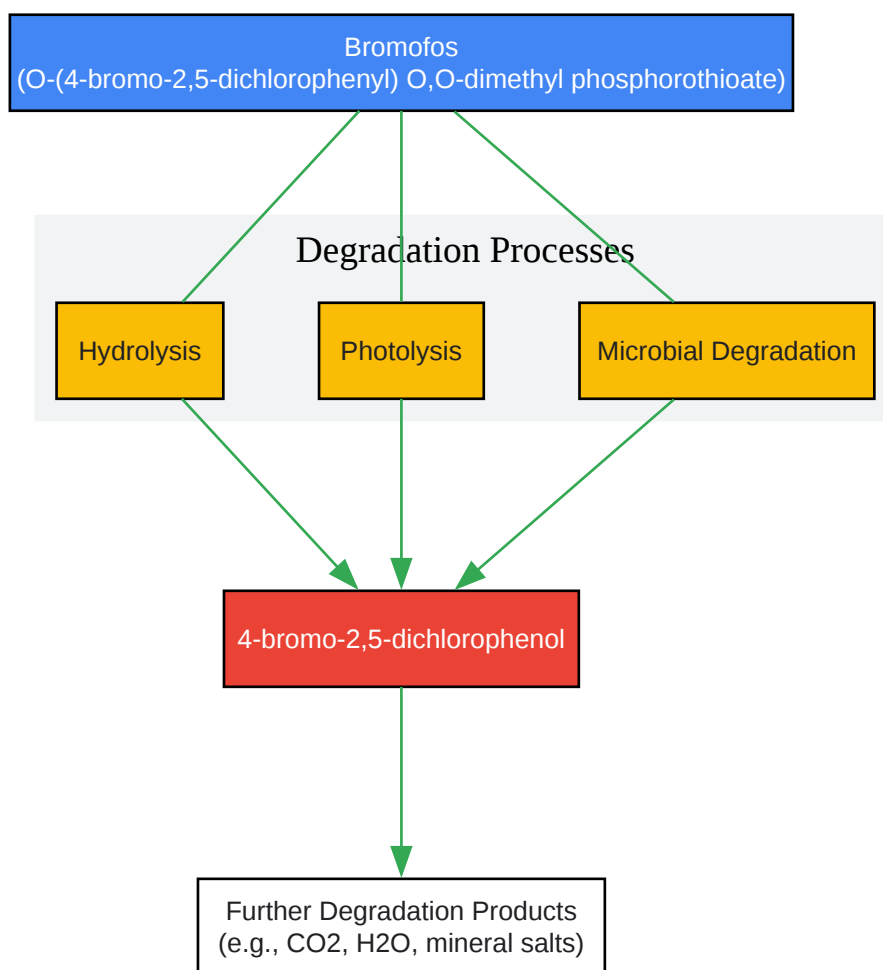 Bromofos
(O-(4-bromo-2,5-dichlorophenyl) O,O-dimethyl phosphorothioate)
Degradation Processes
Hydrolysis
Photolysis
Microbial Degradation
4-bromo-2,5-dichlorophenol
Further Degradation Products
(e.g., CO2, H2O, mineral salts)